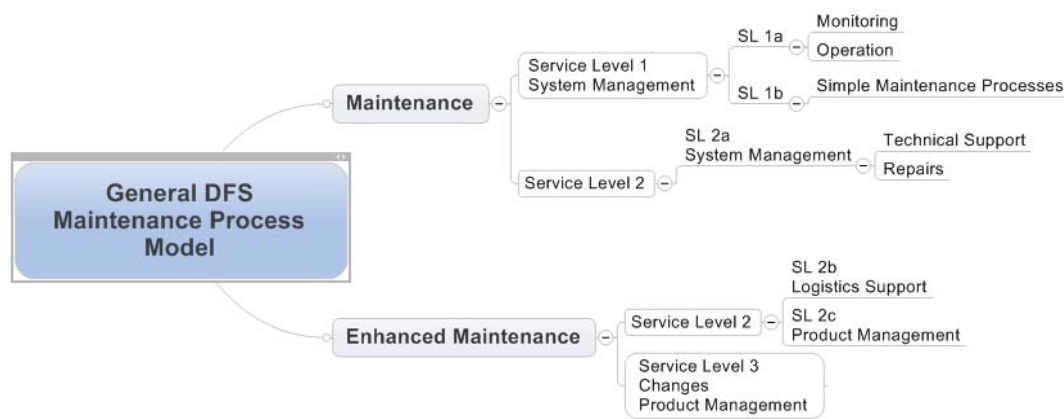 General DFS
Maintenance Process
Model
Maintenance
Service Level 1
System Management
SL 1a
Monitoring
Operation
SL 1b
Simple Maintenance Processes
Service Level 2
SL 2a
System Management
Technical Support
Repairs
Enhanced Maintenance
Service Level 2
SL 2b
Logistics Support
SL 2c
Product Management
Service Level 3
Changes
Product Management